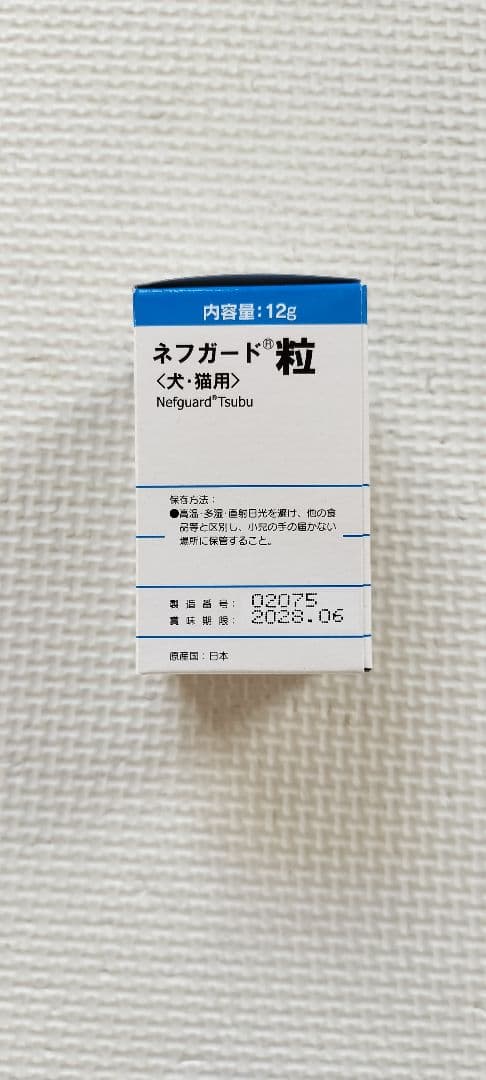 内容量：12g
ネフガード®粒
〈犬・猫用〉
Nefguard®Tsubu
保存方法：
●高温・多湿・直射日光を避け、他の食
品等と区別し、小児の手の届かない
場所に保管すること。
製造番号： 02075
賞味期限： 2028.06
原産国：日本